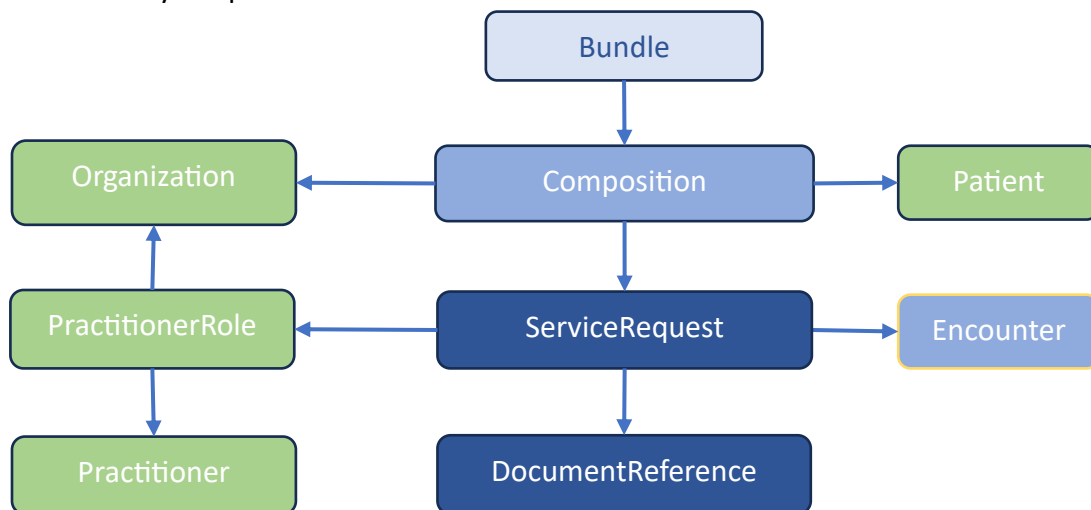 Bundle
Organization
Composition
Patient
PractitionerRole
ServiceRequest
Encounter
Practitioner
DocumentReference